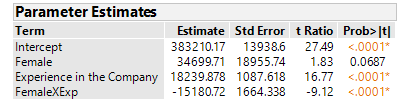 Parameter Estimates
Term Estimate Std Error t Ratio Prob>|t|
Intercept 383210.17 13938.6 27.49 <.0001*
Female 34699.71 18955.74 1.83 0.0687
Experience in the Company 18239.878 1087.618 16.77 <.0001*
FemaleXExp -15180.72 1664.338 -9.12 <.0001*